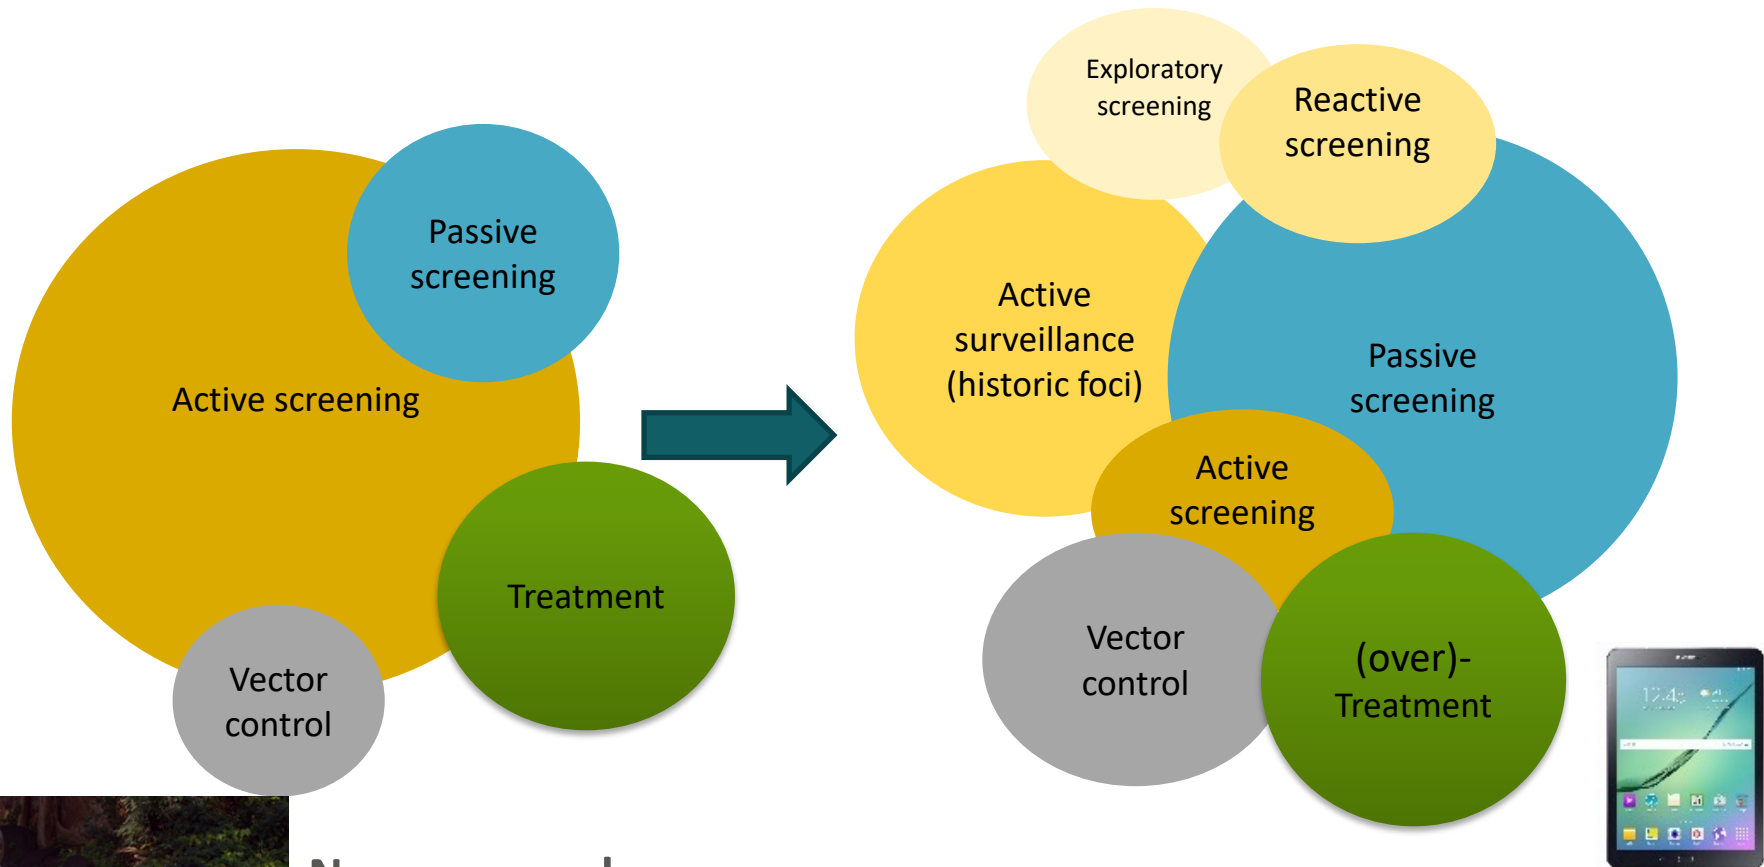 Active screening
Passive
screening
Treatment
Vector
control
Exploratory
screening
Reactive
screening
Active
surveillance
(historic foci)
Passive
screening
Active
screening
Vector
control
(over)-
Treatment